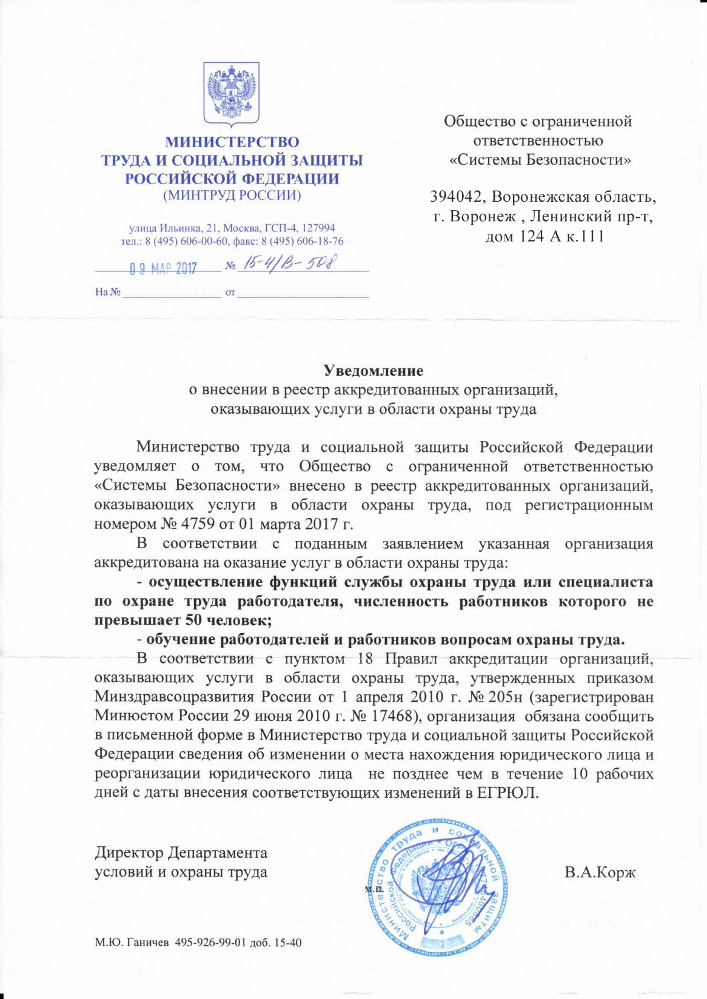 МИНИСТЕРСТВО
ТРУДА И СОЦИАЛЬНОЙ ЗАЩИТЫ
РОССИЙСКОЙ ФЕДЕРАЦИИ
(МИНТРУД РОССИИ)
улица Ильинка, 21, Москва, ГСП-4, 127994
тел.: 8 (495) 606-00-60, факс: 8 (495) 606-18-76
09 МАР 2017 № 15-4/В-508
На № от
Общество с ограниченной
ответственностью
«Системы Безопасности»
394042, Воронежская область,
г. Воронеж , Ленинский пр-т,
дом 124 А к.111
Уведомление
о внесении в реестр аккредитованных организаций,
оказывающих услуги в области охраны труда
Министерство труда и социальной защиты Российской Федерации
уведомляет о том, что Общество с ограниченной ответственностью
«Системы Безопасности» внесено в реестр аккредитованных организаций,
оказывающих услуги в области охраны труда, под регистрационным
номером № 4759 от 01 марта 2017 г.
В соответствии с поданным заявлением указанная организация
аккредитована на оказание услуг в области охраны труда:
- осуществление функций службы охраны труда или специалиста
по охране труда работодателя, численность работников которого не
превышает 50 человек;
- обучение работодателей и работников вопросам охраны труда.
В соответствии с пунктом 18 Правил аккредитации организаций,
оказывающих услуги в области охраны труда, утвержденных приказом
Минздравсоцразвития России от 1 апреля 2010 г. № 205н (зарегистрирован
Минюстом России 29 июня 2010 г. № 17468), организация обязана сообщить
в письменной форме в Министерство труда и социальной защиты Российской
Федерации сведения об изменении о места нахождения юридического лица и
реорганизации юридического лица не позднее чем в течение 10 рабочих
дней с даты внесения соответствующих изменений в ЕГРЮЛ.
Директор Департамента
условий и охраны труда
В.А.Корж
М.П.
Министерство труда и социальной защиты
Российской Федерации * ОГРН
2
М.Ю. Ганичев 495-926-99-01 доб. 15-40